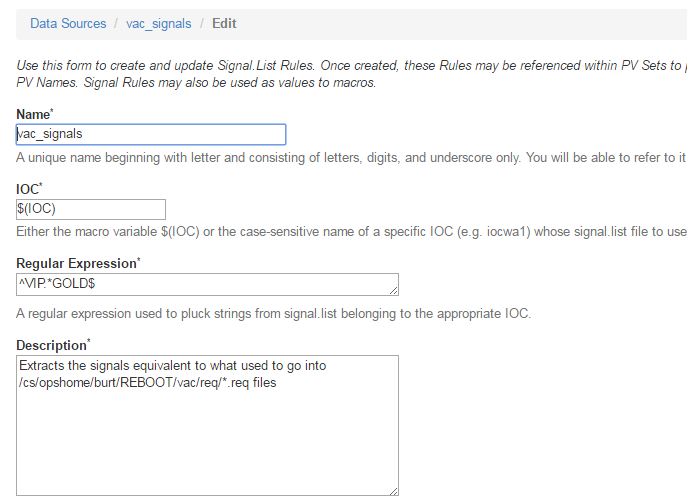 Data Sources / vac_signals / Edit
Use this form to create and update Signal.List Rules. Once created, these Rules may be referenced within PV Sets to
PV Names. Signal Rules may also be used as values to macros.
Name*
vac_signals
A unique name beginning with letter and consisting of letters, digits, and underscore only. You will be able to refer to it
IOC*
$(IOC)
Either the macro variable $(IOC) or the case-sensitive name of a specific IOC (e.g. iocwa1) whose signal.list file to use
Regular Expression*
^VIP.*GOLD$
A regular expression used to pluck strings from signal.list belonging to the appropriate IOC.
Description*
Extracts the signals equivalent to what used to go into
/cs/opshome/burt/REBOOT/vac/req/*.req files